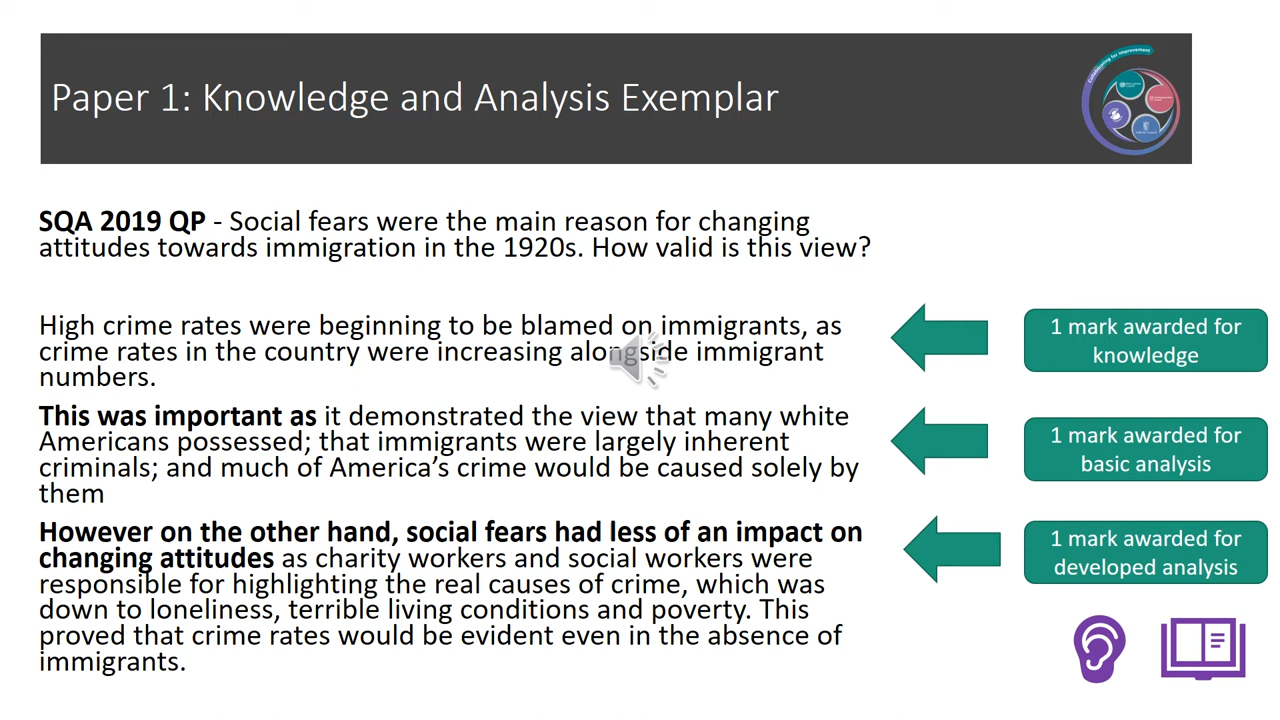 Paper 1: Knowledge and Analysis Exemplar
Collaborating for improvement
SQA 2019 QP - Social fears were the main reason for changing
attitudes towards immigration in the 1920s. How valid is this view?
High crime rates were beginning to be blamed on immigrants, as
crime rates in the country were increasing alongside immigrant
numbers.
1 mark awarded for
knowledge
This was important as it demonstrated the view that many white
Americans possessed; that immigrants were largely inherent
criminals; and much of America's crime would be caused solely by
them
1 mark awarded for
basic analysis
However on the other hand, social fears had less of an impact on
changing attitudes as charity workers and social workers were
responsible for highlighting the real causes of crime, which was
down to loneliness, terrible living conditions and poverty. This
proved that crime rates would be evident even in the absence of
immigrants.
1 mark awarded for
developed analysis